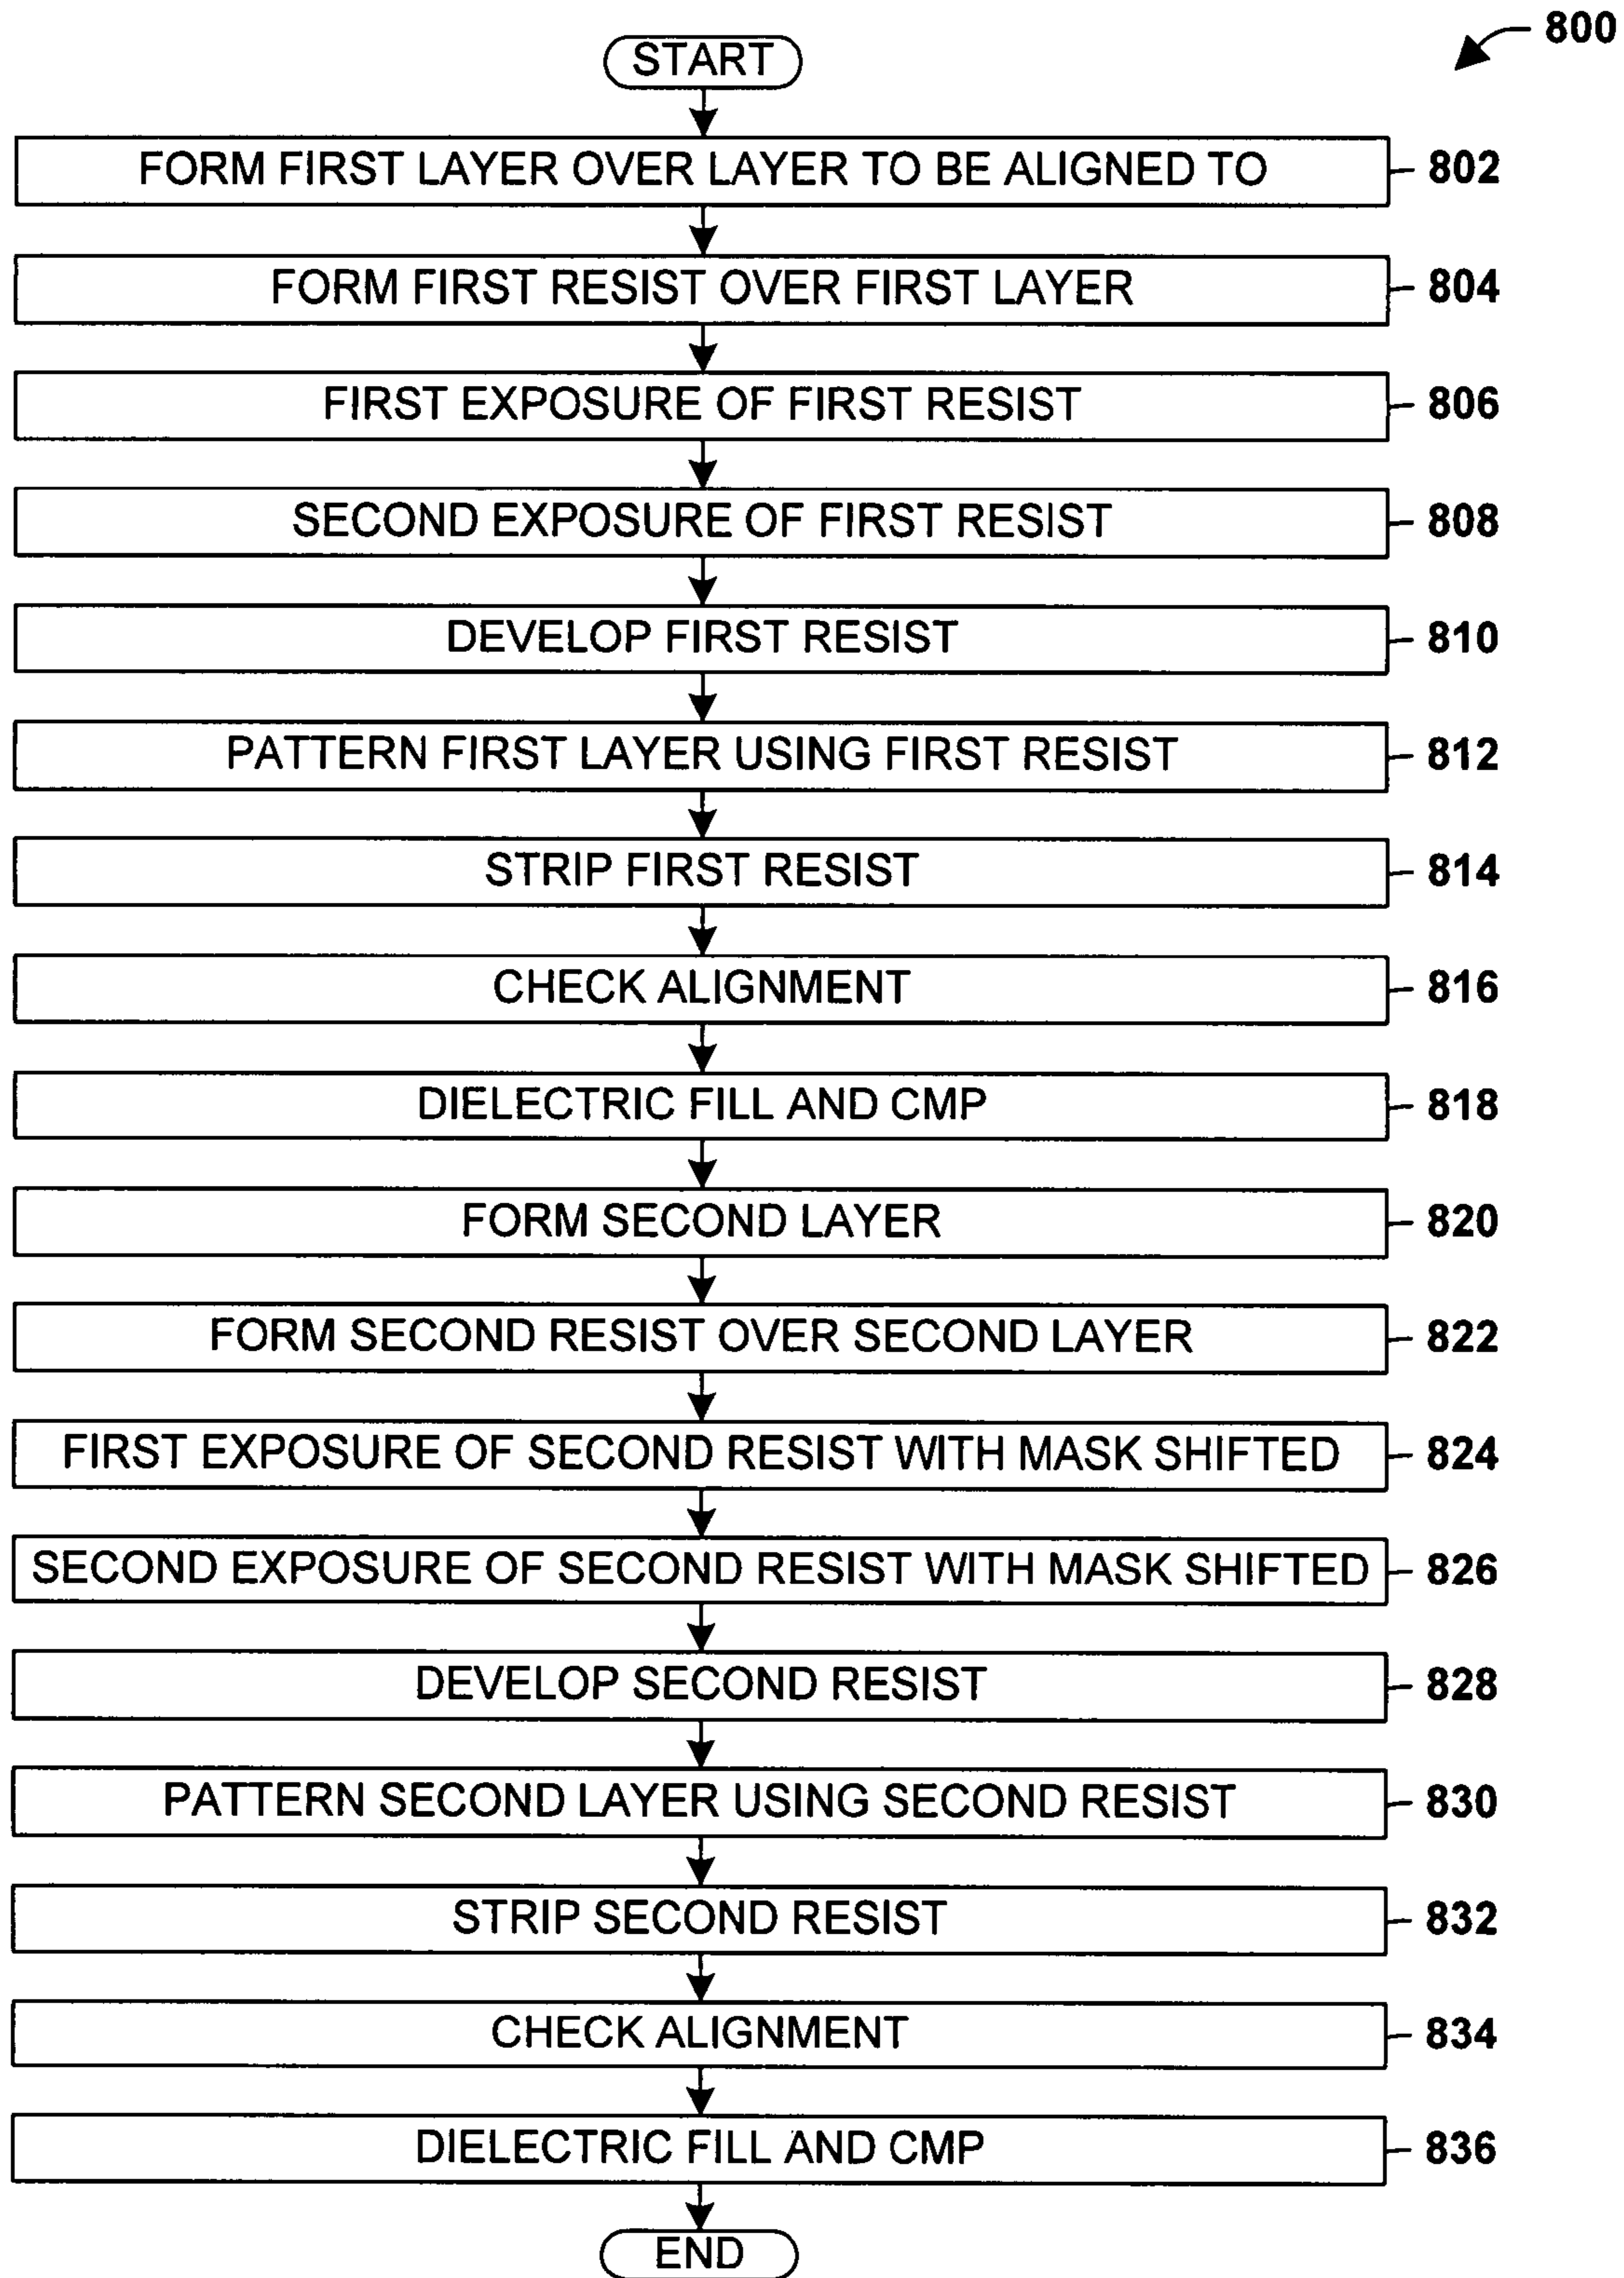 800
START
FORM FIRST LAYER OVER LAYER TO BE ALIGNED TO 802
FORM FIRST RESIST OVER FIRST LAYER 804
FIRST EXPOSURE OF FIRST RESIST 806
SECOND EXPOSURE OF FIRST RESIST 808
DEVELOP FIRST RESIST 810
PATTERN FIRST LAYER USING FIRST RESIST 812
STRIP FIRST RESIST 814
CHECK ALIGNMENT 816
DIELECTRIC FILL AND CMP 818
FORM SECOND LAYER 820
FORM SECOND RESIST OVER SECOND LAYER 822
FIRST EXPOSURE OF SECOND RESIST WITH MASK SHIFTED 824
SECOND EXPOSURE OF SECOND RESIST WITH MASK SHIFTED 826
DEVELOP SECOND RESIST 828
PATTERN SECOND LAYER USING SECOND RESIST 830
STRIP SECOND RESIST 832
CHECK ALIGNMENT 834
DIELECTRIC FILL AND CMP 836
END